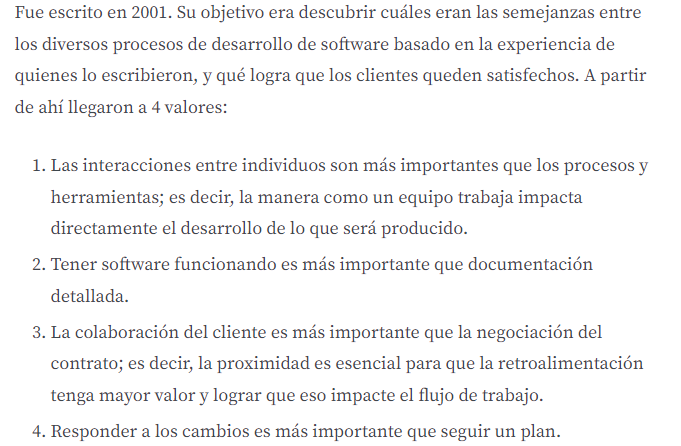 Fue escrito en 2001. Su objetivo era descubrir cuáles eran las semejanzas entre
los diversos procesos de desarrollo de software basado en la experiencia de
quienes lo escribieron, y qué logra que los clientes queden satisfechos. A partir
de ahí llegaron a 4 valores:
1. Las interacciones entre individuos son más importantes que los procesos y
herramientas; es decir, la manera como un equipo trabaja impacta
directamente el desarrollo de lo que será producido.
2. Tener software funcionando es más importante que documentación
detallada.
3. La colaboración del cliente es más importante que la negociación del
contrato; es decir, la proximidad es esencial para que la retroalimentación
tenga mayor valor y lograr que eso impacte el flujo de trabajo.
4. Responder a los cambios es más importante que seguir un plan.